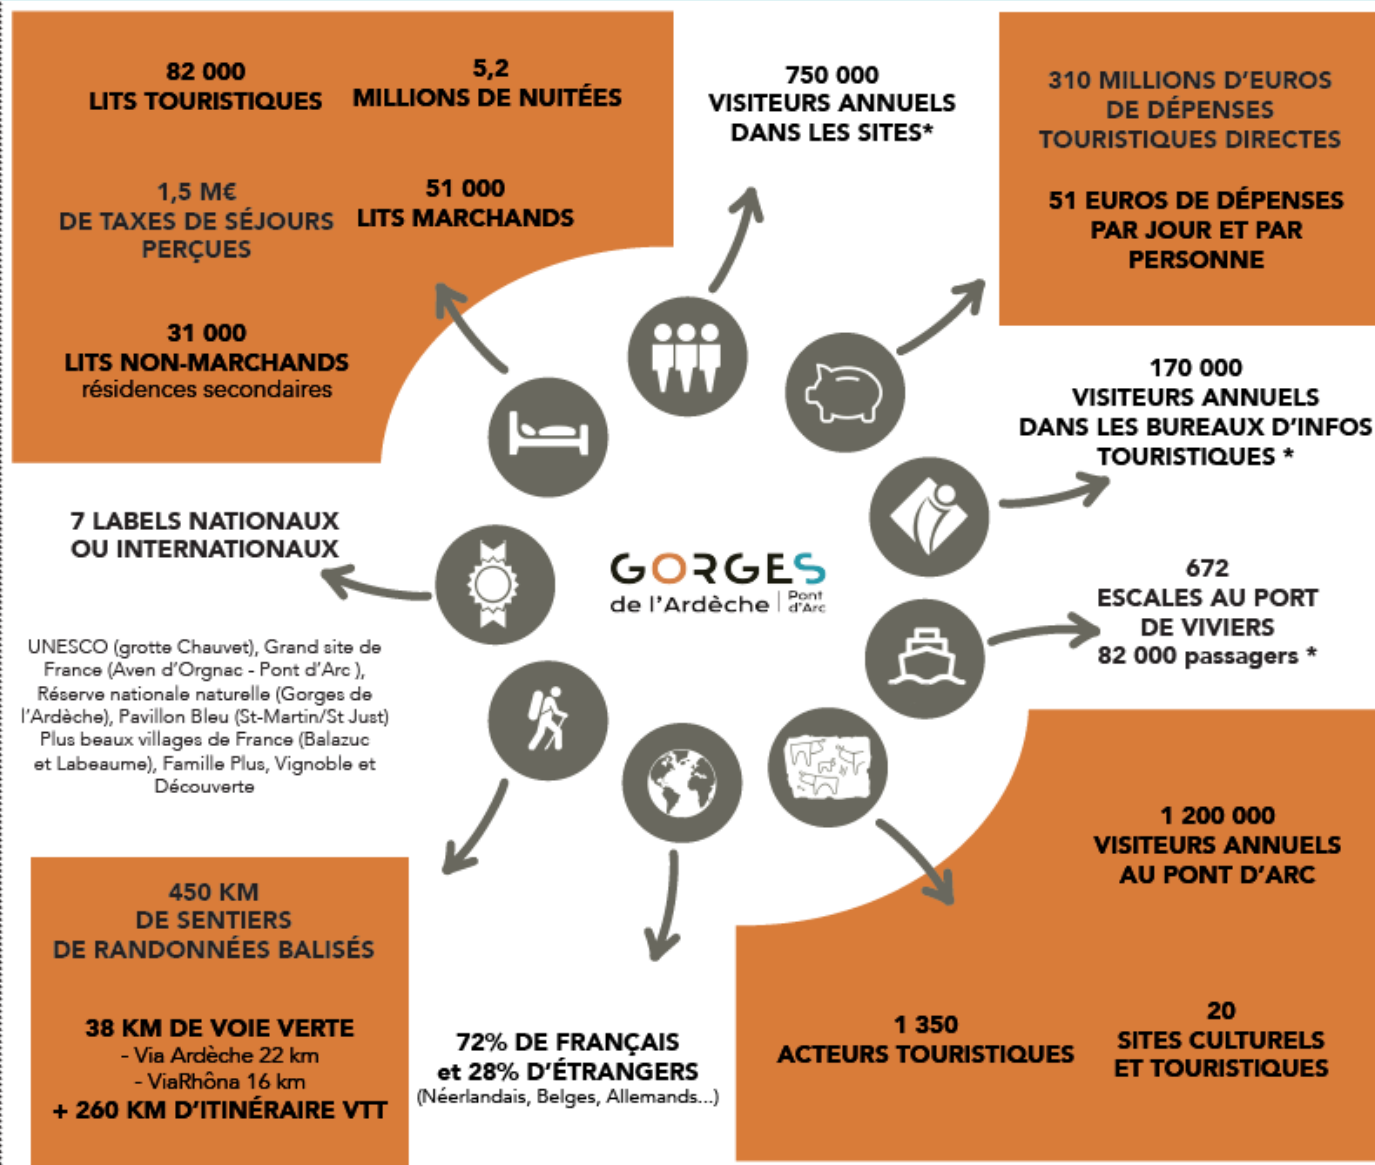 82 000
LITS TOURISTIQUES
5,2
MILLIONS DE NUITÉES
1,5 M€
DE TAXES DE SÉJOURS
PERÇUES
51 000
LITS MARCHANDS
31 000
LITS NON-MARCHANDS
résidences secondaires
750 000
VISITEURS ANNUELS
DANS LES SITES*
310 MILLIONS D'EUROS
DE DÉPENSES
TOURISTIQUES DIRECTES
51 EUROS DE DÉPENSES
PAR JOUR ET PAR
PERSONNE
170 000
VISITEURS ANNUELS
DANS LES BUREAUX D'INFOS
TOURISTIQUES *
7 LABELS NATIONAUX
OU INTERNATIONAUX
UNESCO (grotte Chauvet), Grand site de
France (Aven d'Orgnac - Pont d'Arc ),
Réserve nationale naturelle (Gorges de
l'Ardèche), Pavillon Bleu (St-Martin/St Just)
Plus beaux villages de France (Balazuc
et Labeaume), Famille Plus, Vignoble et
Découverte
GORGES
de l'Ardèche | Pont
d'Arc
672
ESCALES AU PORT
DE VIVIERS
82 000 passagers *
450 KM
DE SENTIERS
DE RANDONNÉES BALISÉS
38 KM DE VOIE VERTE
- Via Ardèche 22 km
- ViaRhôna 16 km
+ 260 KM D'ITINÉRAIRE VTT
72% DE FRANÇAIS
et 28% D'ÉTRANGERS
(Néerlandais, Belges, Allemands...)
1 200 000
VISITEURS ANNUELS
AU PONT D'ARC
1 350
ACTEURS TOURISTIQUES
20
SITES CULTURELS
ET TOURISTIQUES